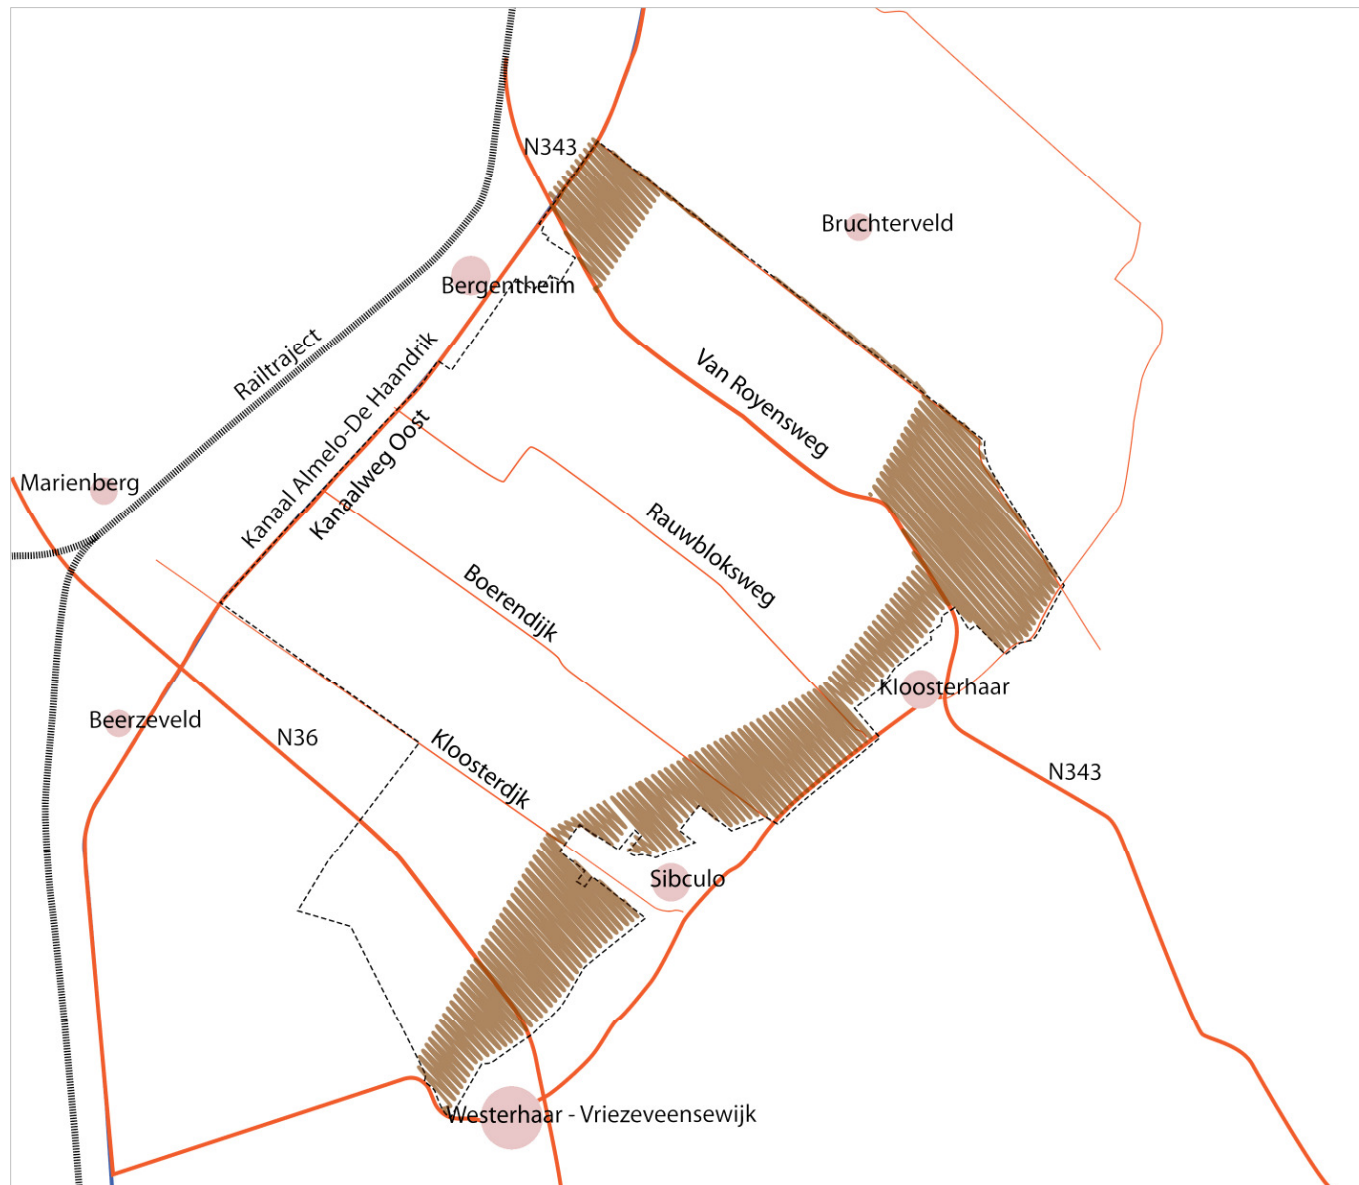 N343
Bruchterveld
Bergentheim
Railtraject
Van Royensweg
Kanaal Almelo-De Haandrik
Kanaalweg Oost
Marienberg
Rauwbloksweg
Boerendijk
Kloosterhaar
Beerzeveld
N36
Kloosterdjk
N343
Sibculo
Westerhaar - Vriezeveensewijk